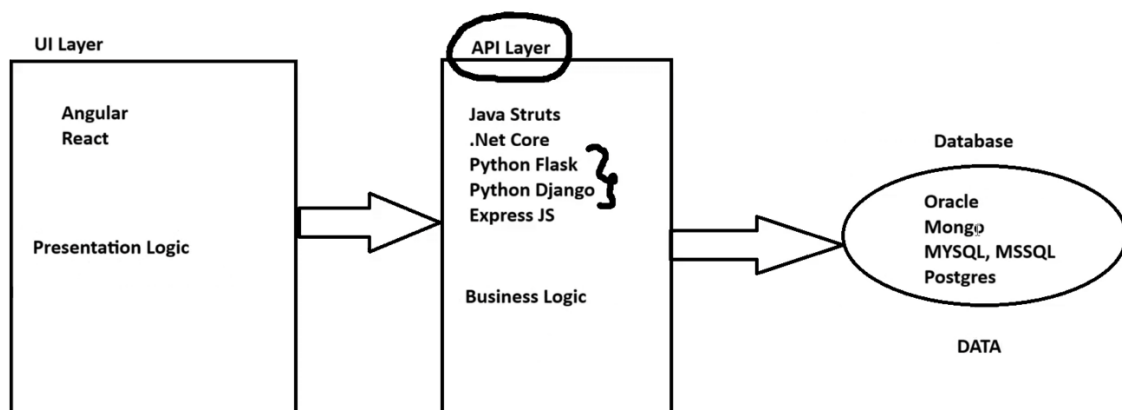 UI Layer
Angular
React
Presentation Logic
API Layer
Java Struts
.Net Core
Python Flask
Python Django
Express JS
Business Logic
Database
Oracle
Mongo
MYSQL, MSSQL
Postgres
DATA